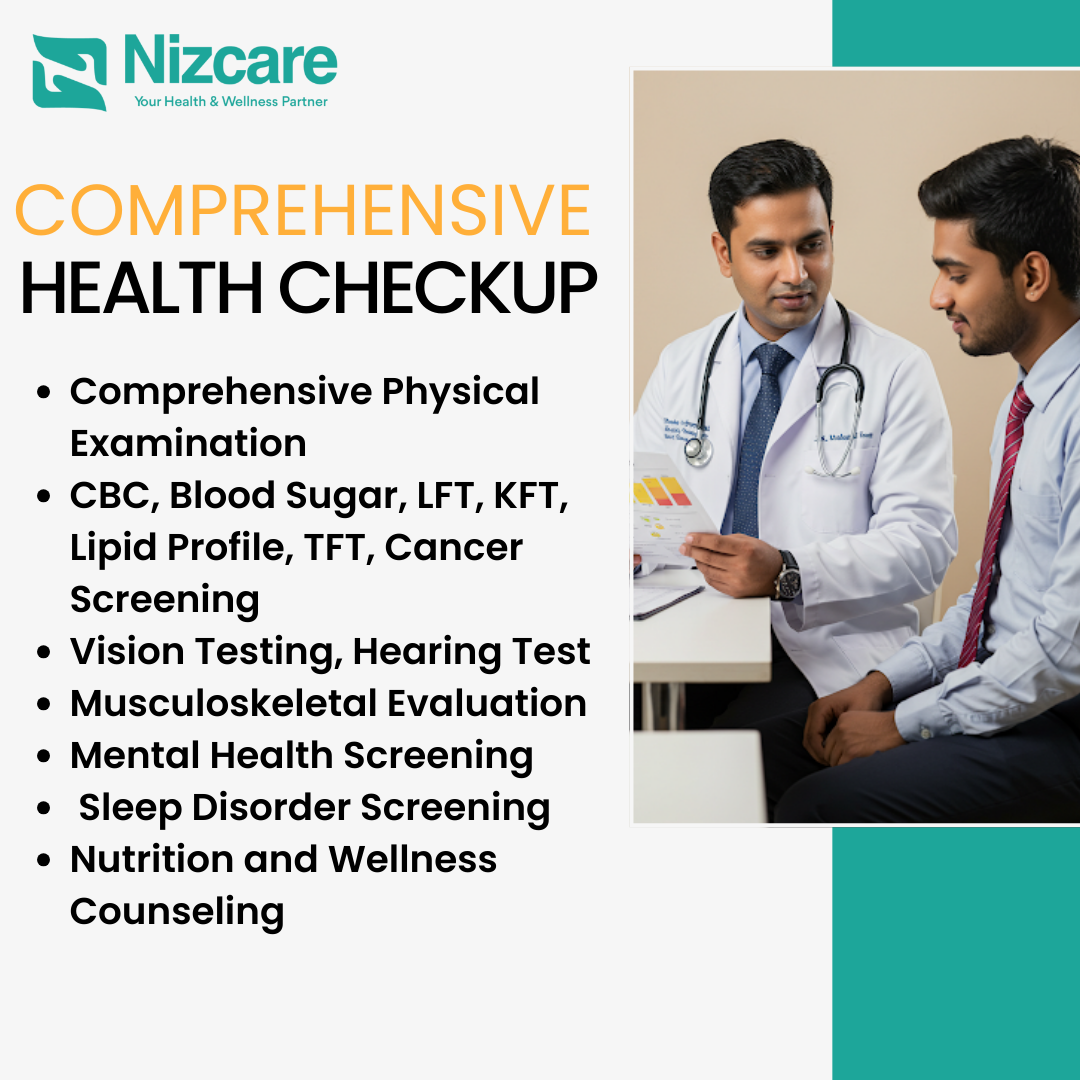 Nizcare
Your Health & Wellness Partner
COMPREHENSIVE
HEALTH CHECKUP
• Comprehensive Physical
Examination
• CBC, Blood Sugar, LFT, KFT,
Lipid Profile, TFT, Cancer
Screening
• Vision Testing, Hearing Test
• Musculoskeletal Evaluation
• Mental Health Screening
• Sleep Disorder Screening
• Nutrition and Wellness
Counseling